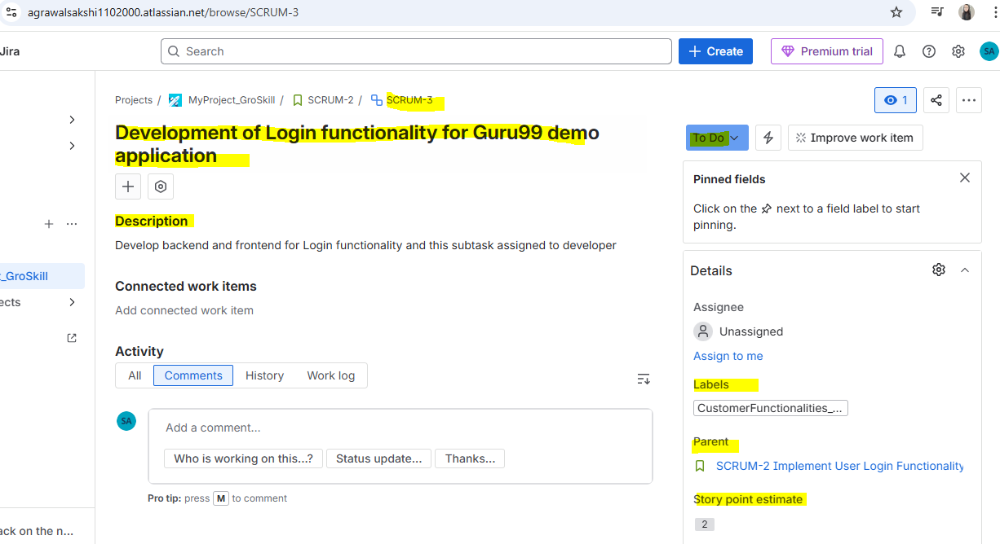 agrawalsakshi1102000.atlassian.net/browse/SCRUM-3
Jira
Search
Create
Premium trial
SA
Projects / MyProject_GroSkill / SCRUM-2 / SCRUM-3
1
Development of Login functionality for Guru99 demo
application
To Do
Improve work item
Description
Develop backend and frontend for Login functionality and this subtask assigned to developer
Connected work items
Add connected work item
Activity
All Comments History Work log
SA
Add a comment...
Who is working on this...? Status update... Thanks...
Pro tip: press M to comment
Pinned fields
Click on the next to a field label to start
pinning.
Details
Assignee
Unassigned
Assign to me
Labels
CustomerFunctionalities_...
Parent
SCRUM-2 Implement User Login Functionality
Story point estimate
2
_GroSkill
ects
ack on the n...